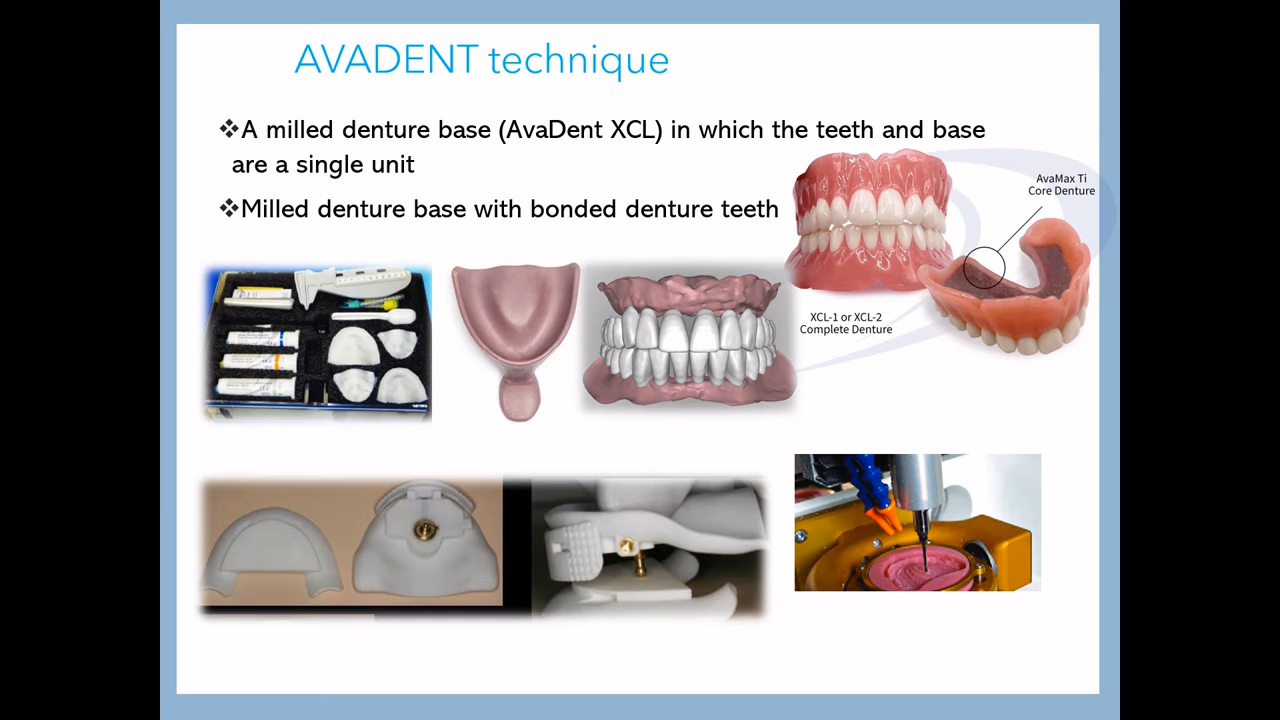 AVADENT technique
❖A milled denture base (AvaDent XCL) in which the teeth and base
are a single unit
❖Milled denture base with bonded denture teeth
AvaMax Ti
Core Denture
XCL-1 or XCL-2
Complete Denture